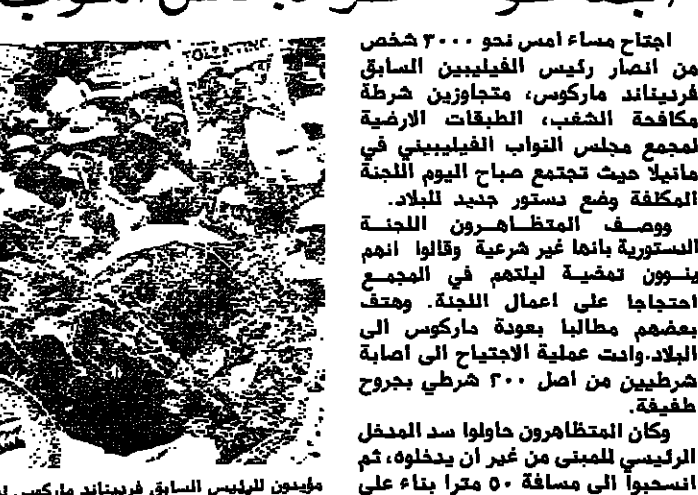 اجتاح مساء امس نحو ٣٠٠٠ شخص
من انصار رئيس الفيليبين السابق
فرديناند ماركوس، متجاوزين شرطة
مكافحة الشغب، الطبقات الارضية
لمجمع مجلس النواب الفيليبيني في
مانيلا حيث تجتمع صباح اليوم اللجنة
المكلفة وضع دستور جديد للبلاد.
ووصف المتظاهرون اللجنة
الدستورية بانها غير شرعية وقالوا انهم
ينوون تمضية ليلتهم في المجمع
احتجاجا على اعمال اللجنة. وهتف
بعضهم مطالبا بعودة ماركوس الى
البلاد.وادت عملية الاجتياح الى اصابة
شرطيين من اصل ٢٠٠ شرطي بجروح
طفيفة.
وكان المتظاهرون حاولوا سد المدخل
الرئيسي للمبنى من غير ان يدخلوه، ثم
انسحبوا الى مسافة ٥٠ مترا بناء على
مؤيدون للرئيس السابق فرديناند ماركوس